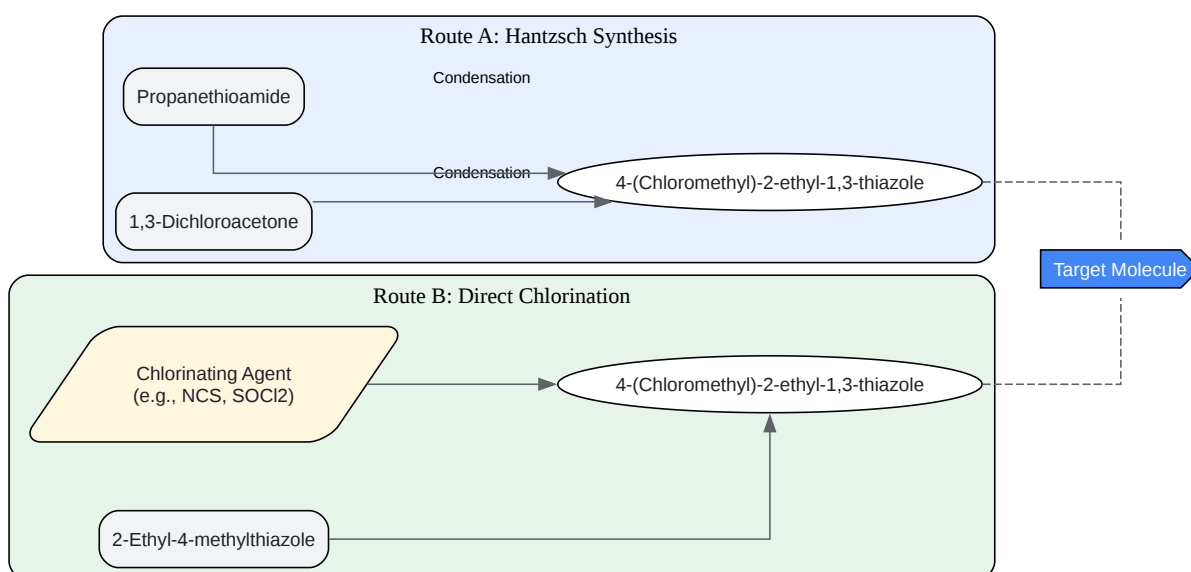 Route A: Hantzsch Synthesis
Condensation
Propanethioamide
Condensation
4-(Chloromethyl)-2-ethyl-1,3-thiazole
1,3-Dichloroacetone
Target Molecule
Route B: Direct Chlorination
Chlorinating Agent
(e.g., NCS, SOCl2)
4-(Chloromethyl)-2-ethyl-1,3-thiazole
2-Ethyl-4-methylthiazole